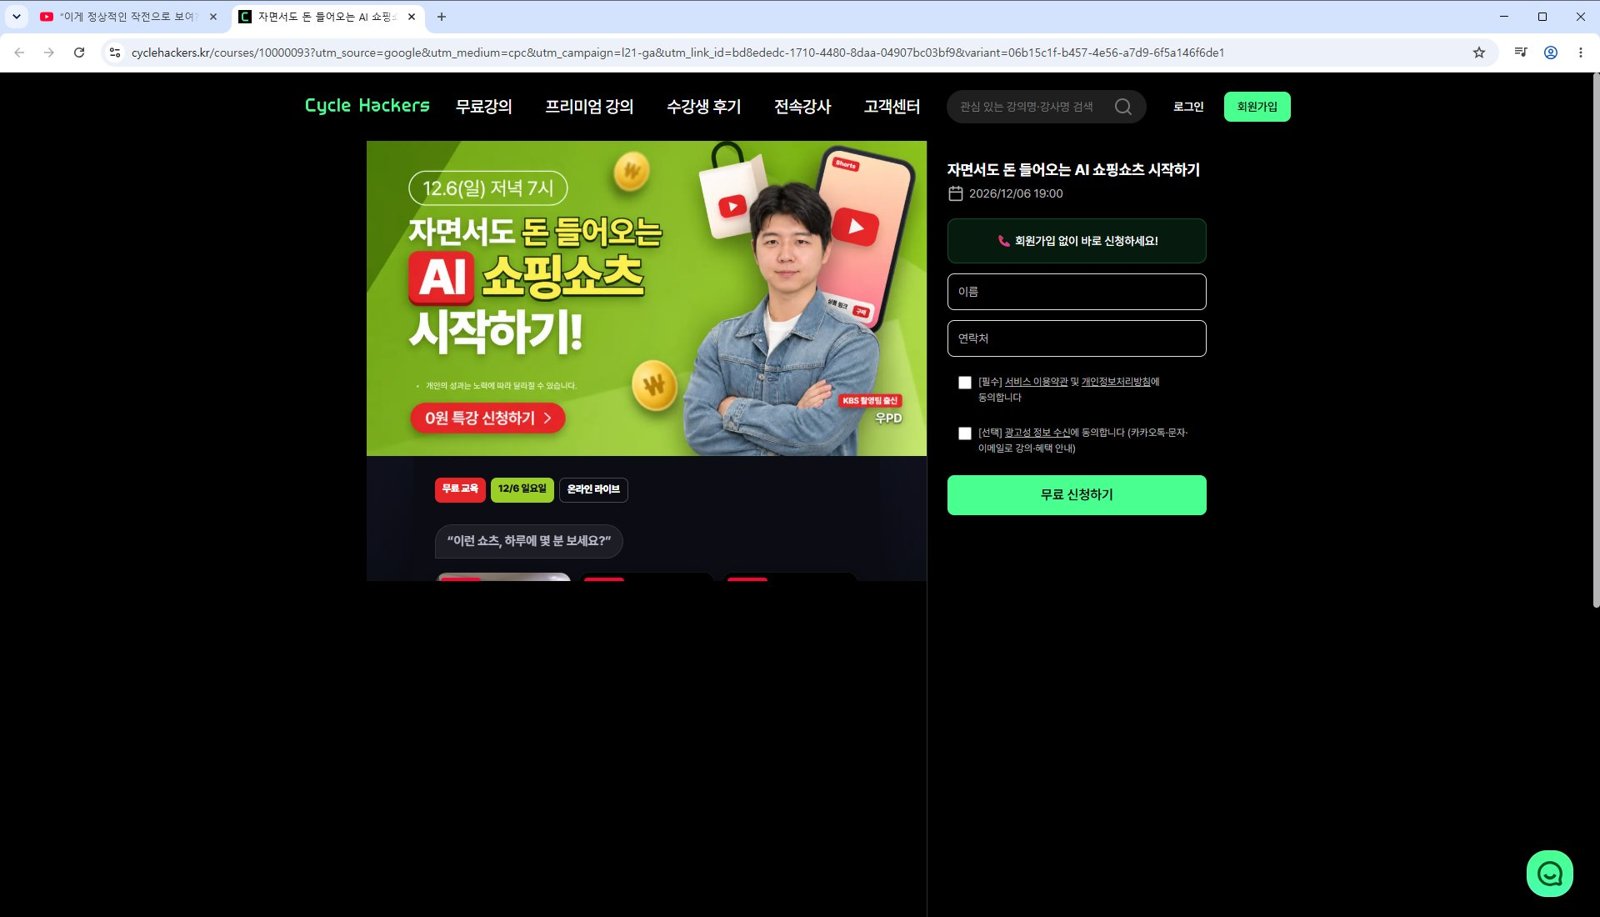 "이게 정상적인 작전으로 보여?
자면서도 돈 들어오는 AI 쇼핑쇼
cyclehackers.kr/courses/10000093?utm_source=google&utm_medium=cpc&utm_campaign=l21-ga&utm_link_id=bd8ededc-1710-4480-8daa-04907bc03bf9&variant=06b15c1f-b457-4e56-a7d9-6f5a146f6de1
Cycle Hackers 무료강의 프리미엄 강의 수강생 후기 전속강사 고객센터 관심 있는 강의명·강사명 검색 로그인 회원가입
12.6(일) 저녁 7시
자면서도 돈 들어오는
AI 쇼핑쇼츠
시작하기!
• 개인의 성과는 노력에 따라 달라질 수 있습니다.
0원 특강 신청하기 >
Shorts
상품 링크
구매
KBS 촬영팀 출신
우PD
무료 교육 12/6 일요일 온라인 라이브
“이런 쇼츠, 하루에 몇 분 보세요?”
자면서도 돈 들어오는 AI 쇼핑쇼츠 시작하기
2026/12/06 19:00
회원가입 없이 바로 신청하세요!
이름
연락처
[필수] 서비스 이용약관 및 개인정보처리방침에
동의합니다
[선택] 광고성 정보 수신에 동의합니다 (카카오톡·문자·
이메일로 강의·혜택 안내)
무료 신청하기